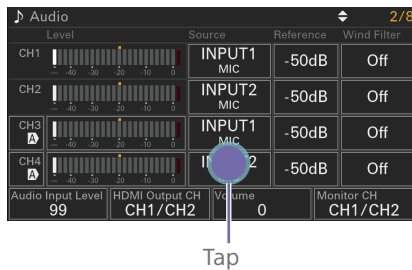 ♪ Audio 2/8
Level Source Reference Wind Filter
CH1 INPUT1 MIC -50dB Off
-∞ -40 -30 -20 -10 0
CH2 INPUT2 MIC -50dB Off
-∞ -40 -30 -20 -10 0
CH3 A INPUT1 MIC -50dB Off
-∞ -40 -30 -20 -10 0
CH4 A -50dB Off
-∞ -40 -30 -20 -10 0
Audio Input Level HDMI Output CH Volume Monitor CH
99 CH1/CH2 0 CH1/CH2
Tap